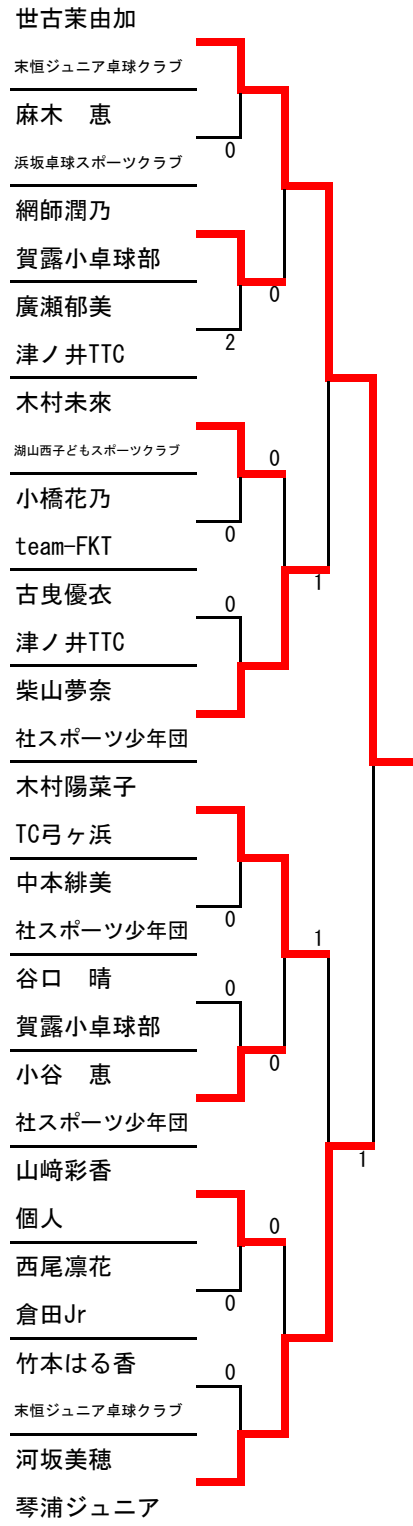 世古茉由加
末恒ジュニア卓球クラブ
麻木　恵
0
浜坂卓球スポーツクラブ
網師潤乃
賀露小卓球部
0
廣瀬郁美
2
津ノ井TTC
木村未來
湖山西子どもスポーツクラブ
0
小橋花乃
0
team-FKT
1
古曳優衣
0
津ノ井TTC
柴山夢奈
社スポーツ少年団
木村陽菜子
TC弓ヶ浜
中本緋美
0
社スポーツ少年団
1
谷口　晴
0
賀露小卓球部
0
小谷　恵
社スポーツ少年団
1
山﨑彩香
個人
0
西尾凛花
0
倉田Jr
竹本はる香
0
末恒ジュニア卓球クラブ
河坂美穂
琴浦ジュニア